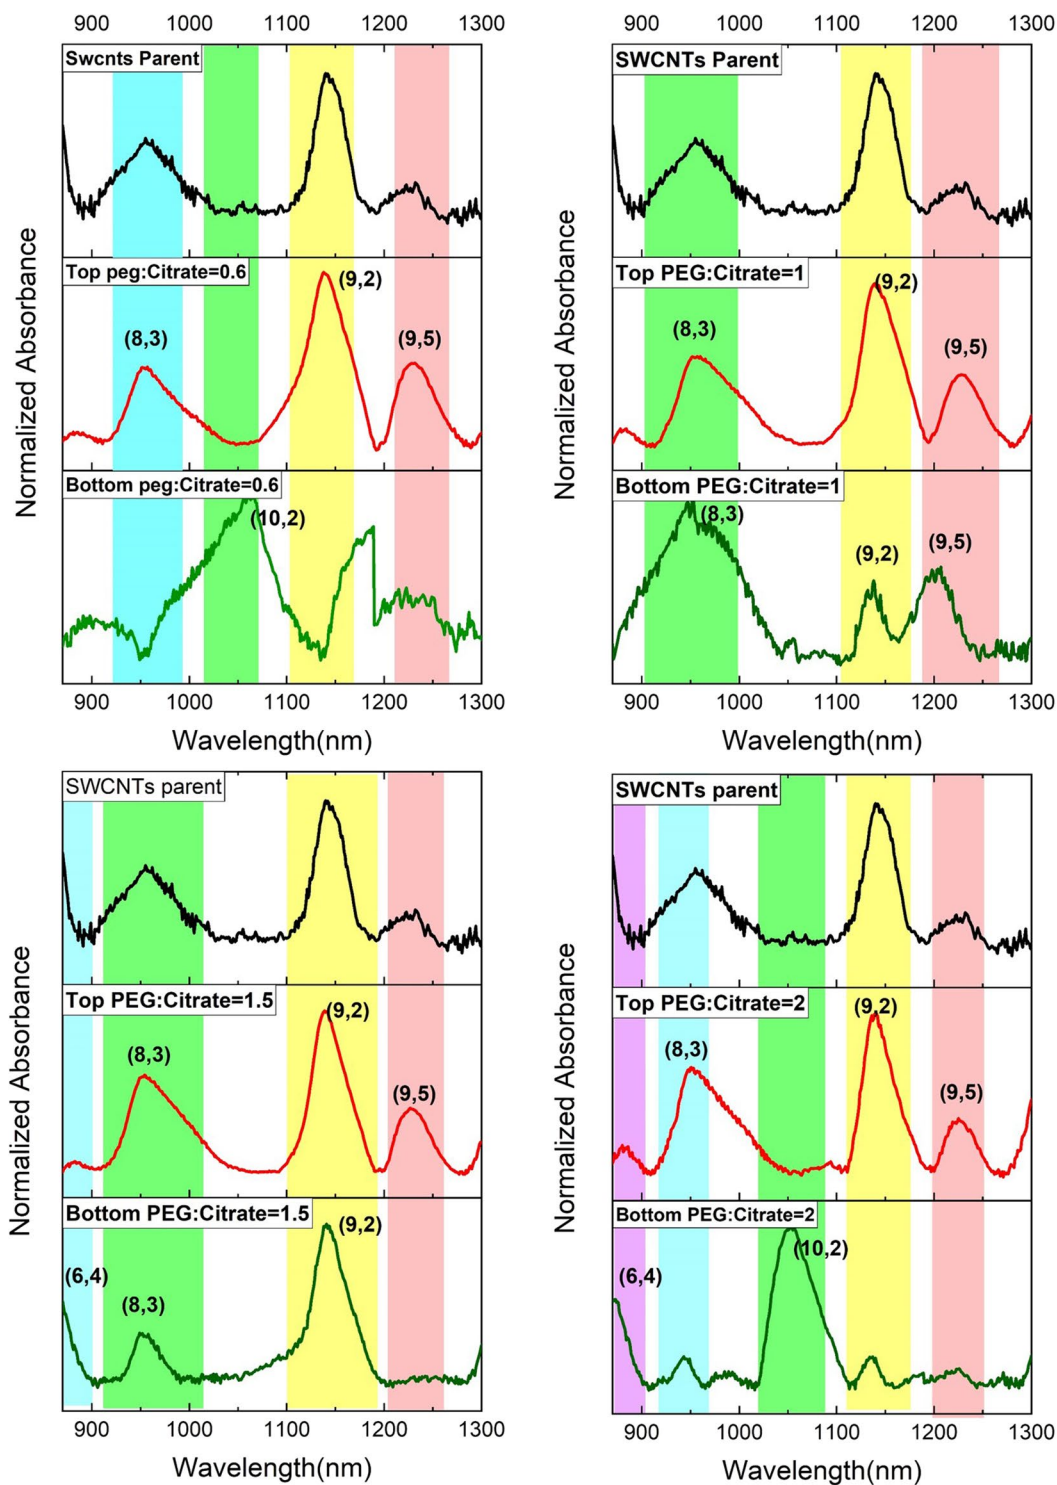 900 1000 1100 1200 1300
Swcnts Parent
Top peg:Citrate=0.6
(9,2)
(8,3)
(9,5)
Bottom peg:Citrate=0.6
(10,2)
Normalized Absorbance
900 1000 1100 1200 1300
Wavelength(nm)
900 1000 1100 1200 1300
SWCNTs Parent
Top PEG:Citrate=1
(9,2)
(8,3)
(9,5)
Bottom PEG:Citrate=1
(8,3)
(9,2)
(9,5)
Normalized Absorbance
900 1000 1100 1200 1300
Wavelength(nm)
SWCNTs parent
Top PEG:Citrate=1.5
(9,2)
(8,3)
(9,5)
Bottom PEG:Citrate=1.5
(9,2)
(6,4)
(8,3)
Normalized Absorbance
900 1000 1100 1200 1300
Wavelength(nm)
SWCNTs parent
Top PEG:Citrate=2
(9,2)
(8,3)
(9,5)
Bottom PEG:Citrate=2
(10,2)
(6,4)
Normalized Absorbance
900 1000 1100 1200 1300
Wavelength(nm)